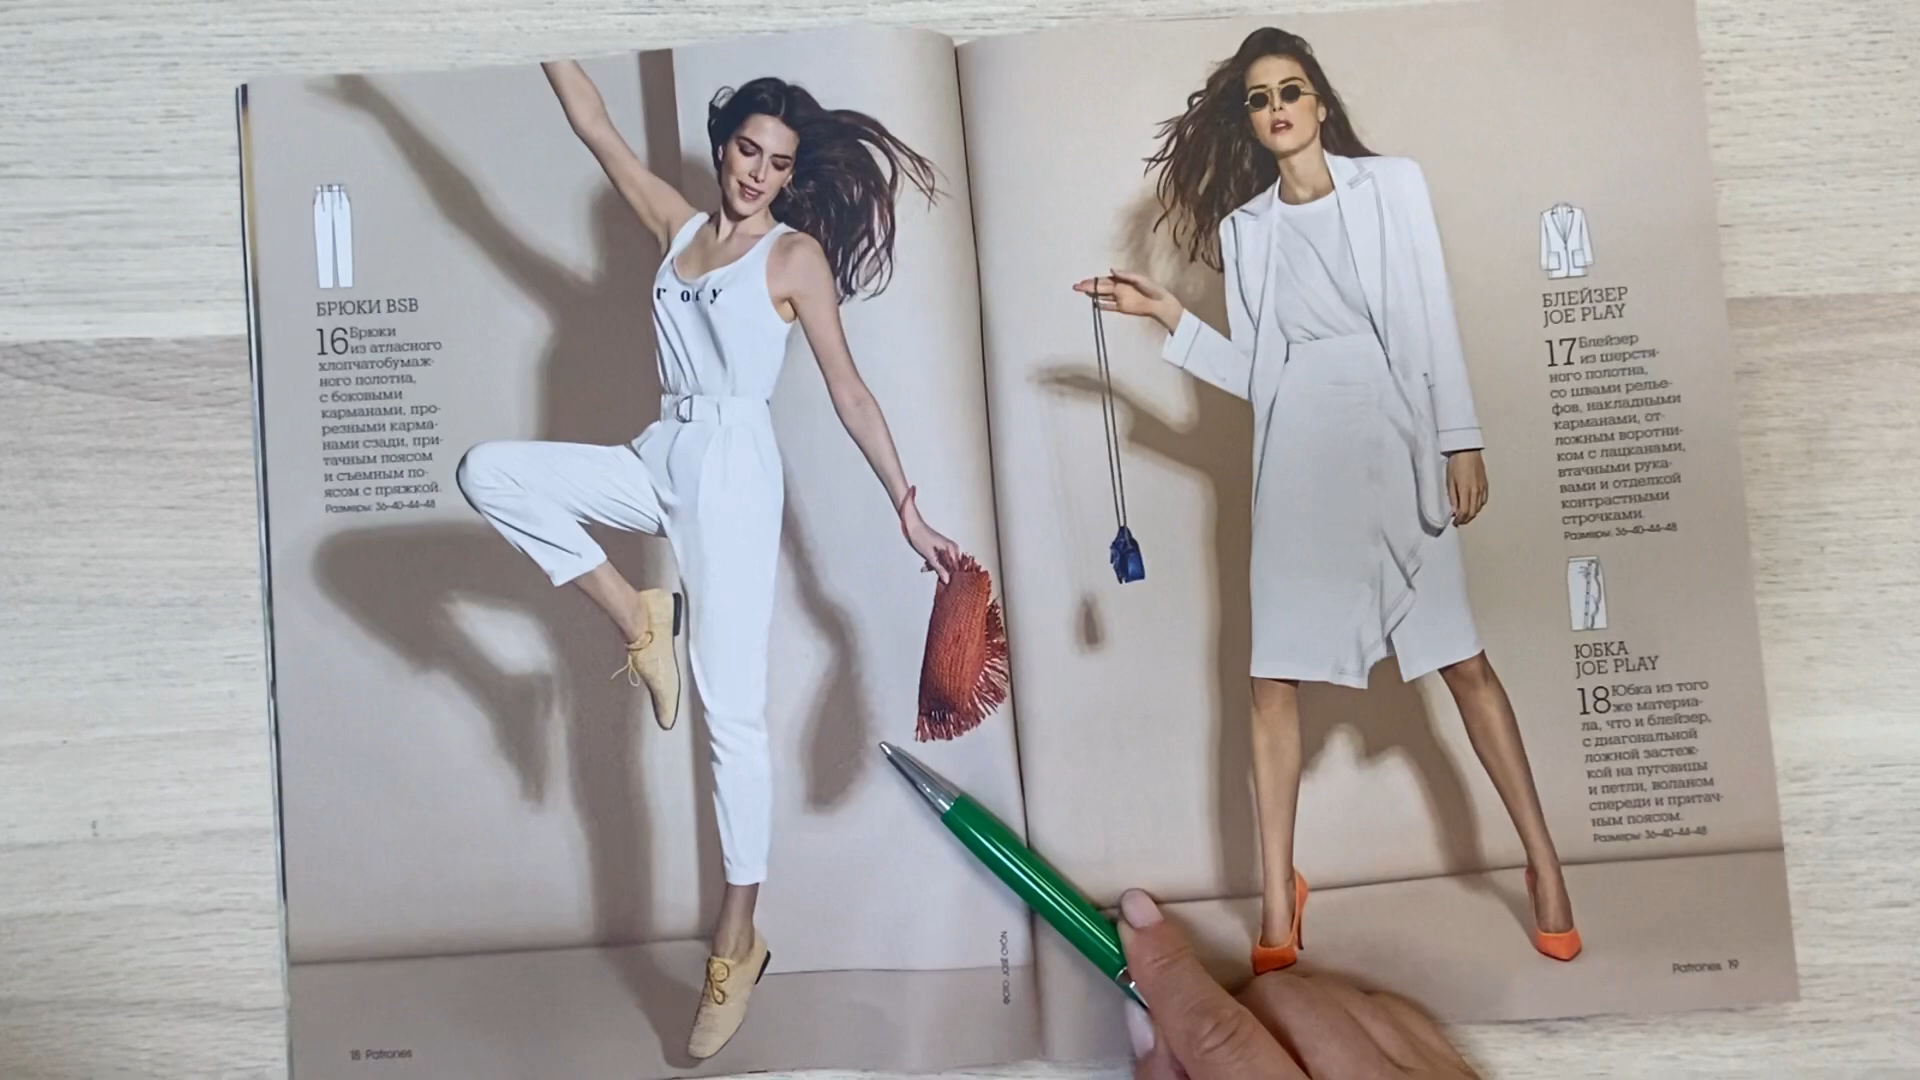 r o c y
БРЮКИ BSB
16 Брюки
из атласного
хлопчатобумаж-
ного полотна,
с боковыми
карманами, про-
резными карма-
нами сзади, при-
тачным поясом
и съемным по-
ясом с пряжкой.
Размеры: 36-40-44-48
18 Patrones
БЛЕЙЗЕР
JOE PLAY
17 Блейзер
из шерстя-
ного полотна,
со швами релье-
фов, накладными
карманами, от-
ложным воротни-
ком с лацканами,
втачными рука-
вами и отделкой
контрастными
строчками.
Размеры: 36-40-44-48
ЮБКА
JOE PLAY
18 Юбка из того
же материа-
ла, что и блейзер,
с диагональной
ложной застеж-
кой на пуговицы
и петли, воланом
спереди и притач-
ным поясом.
Размеры: 36-40-44-48
Patrones 19